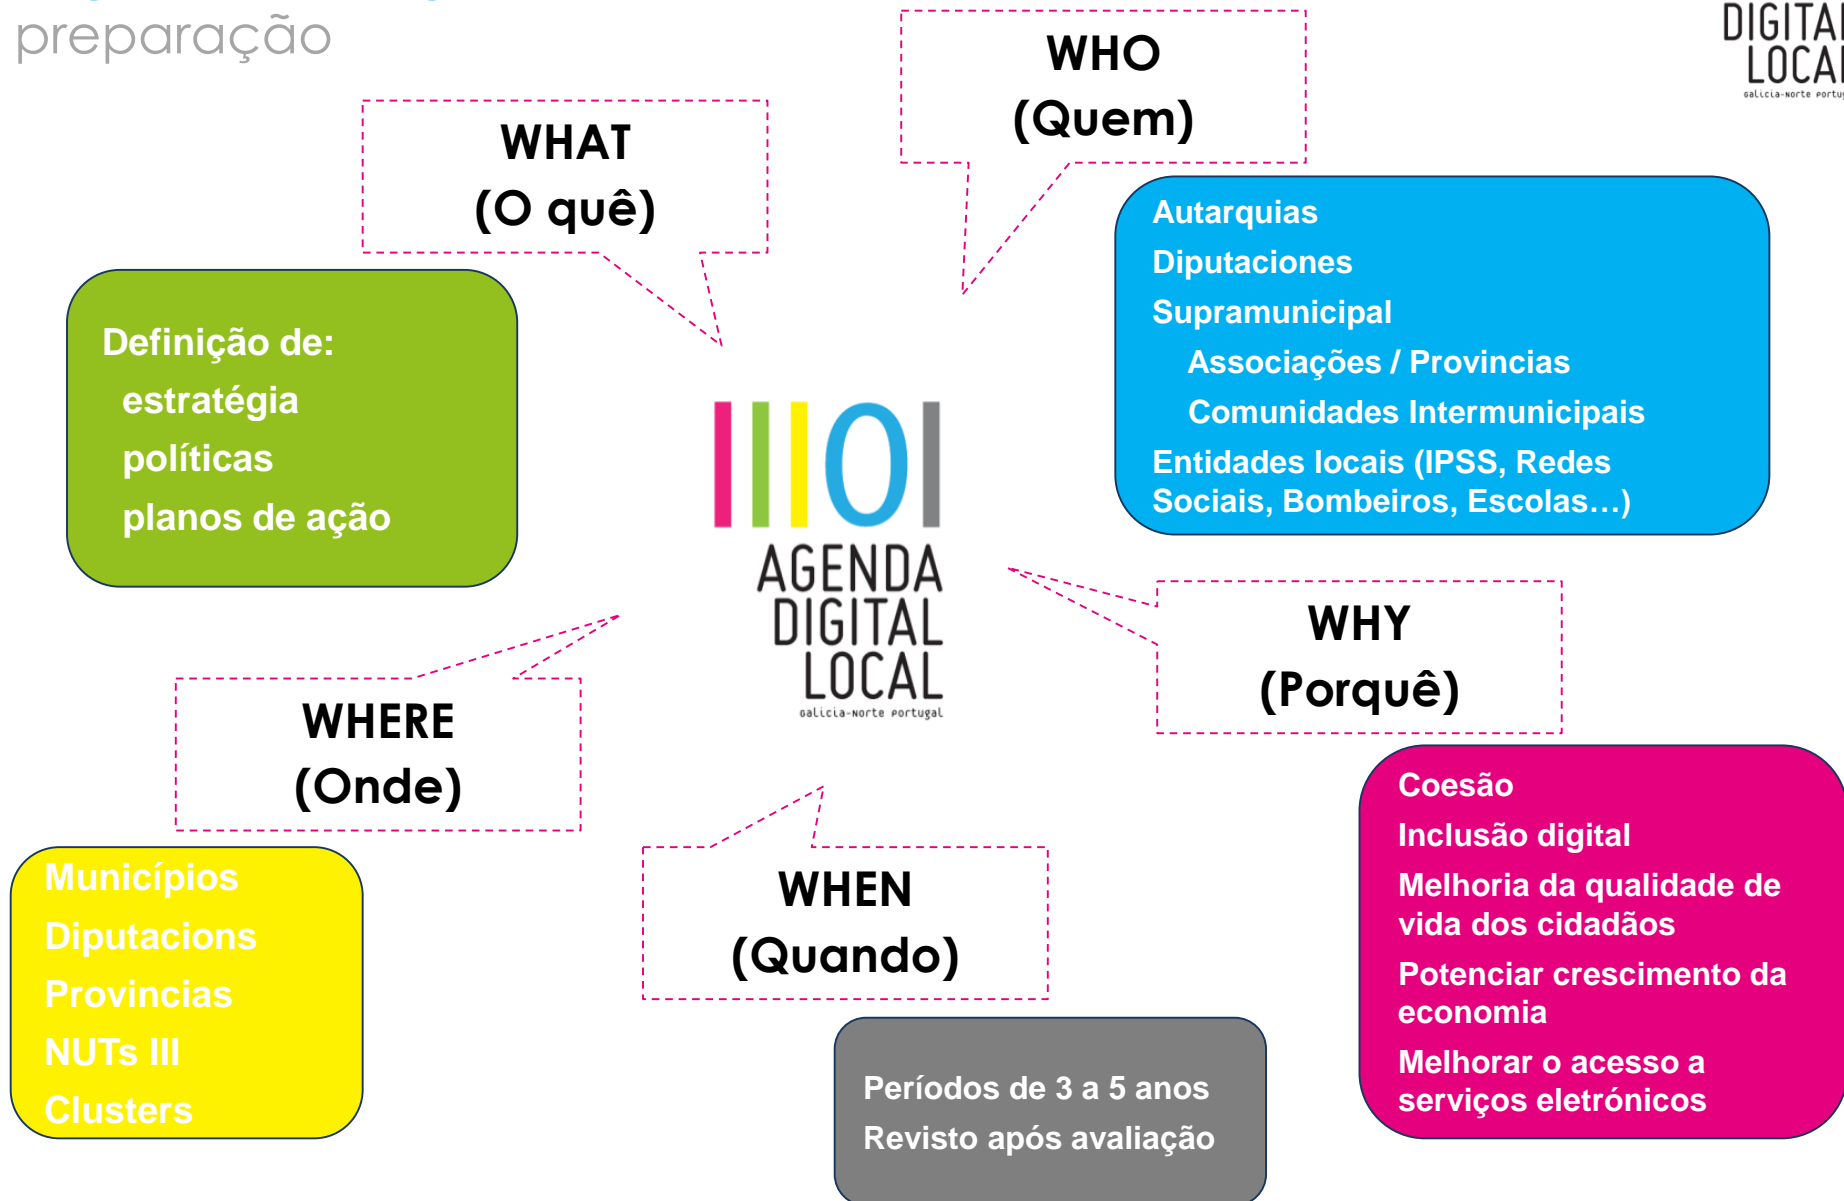 preparação
DIGITAL
LOCAL
WHO
(Quem)
WHAT
(O quê)
Autarquias
Diputaciones
Supramunicipal
Associações / Provincias
Comunidades Intermunicipais
Entidades locais (IPSS, Redes
Sociais, Bombeiros, Escolas…)
Definição de:
estratégia
políticas
planos de ação
AGENDA
DIGITAL
LOCAL
Galicia-Norte Portugal
WHY
(Porquê)
WHERE
(Onde)
Coesão
Inclusão digital
Melhoria da qualidade de
vida dos cidadãos
Potenciar crescimento da
economia
Melhorar o acesso a
serviços eletrónicos
Municípios
Diputacions
Provincias
NUTs III
Clusters
WHEN
(Quando)
Períodos de 3 a 5 anos
Revisto após avaliação